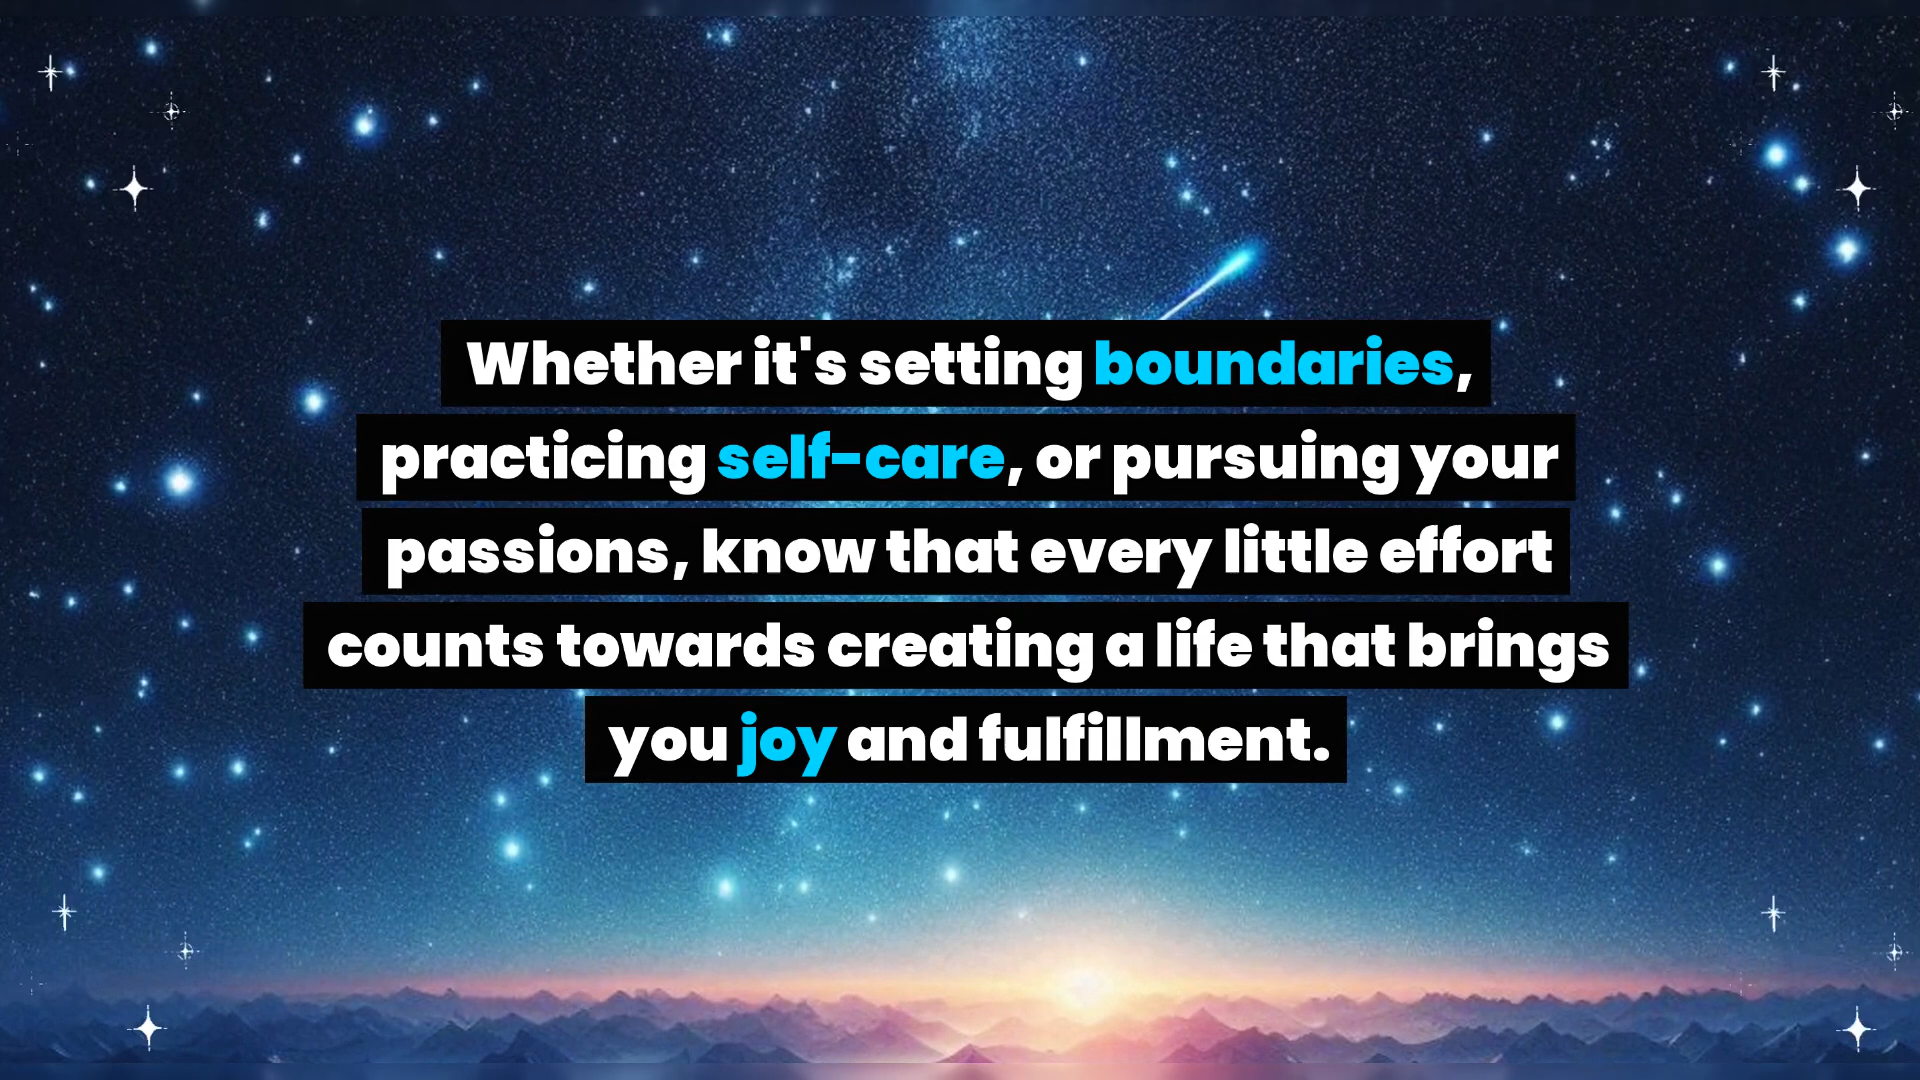 Whether it's setting boundaries,
practicing self-care, or pursuing your
passions, know that every little effort
counts towards creating a life that brings
you joy and fulfillment.